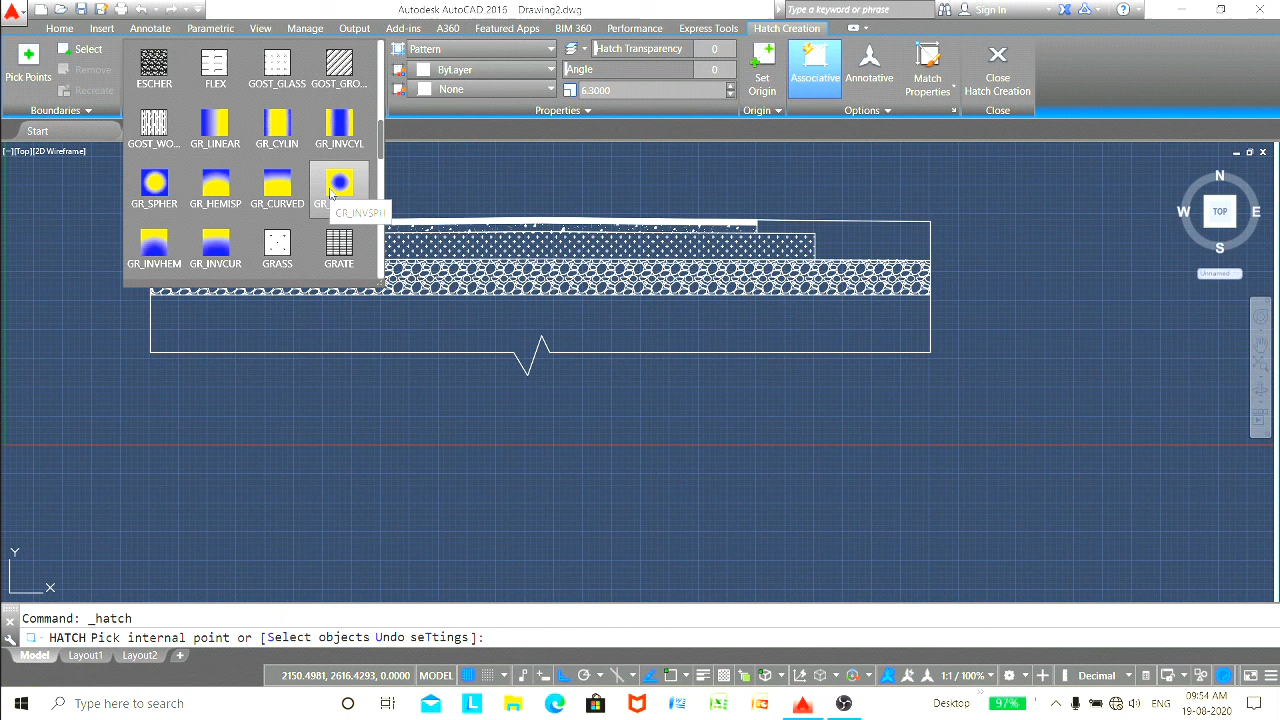 Autodesk AutoCAD 2016 Drawing2.dwg
Type a keyword or phrase
Sign In
Home Insert Annotate Parametric View Manage Output Add-ins A360 Featured Apps BIM 360 Performance Express Tools Hatch Creation
Pick Points
Select
Remove
Recreate
Boundaries
ESCHER FLEX GOST_GLASS GOST_GRO...
GOST_WO... GR_LINEAR GR_CYLIN GR_INVCYL
GR_SPHER GR_HEMISP GR_CURVED
GR_INVSPH
GR_INVHEM GR_INVCUR GRASS GRATE
Pattern
ByLayer
None
Hatch Transparency 0
Angle 0
6.3000
Properties
Set
Origin
Origin
Associative
Annotative
Match
Properties
Options
Close
Hatch Creation
Close
Start
[−][Top][2D Wireframe]
N
W TOP E
S
Unnamed
Y
X
Command: _hatch
HATCH Pick internal point or [Select objects Undo seTtings]:
Model Layout1 Layout2 +
2150.4981, 2616.4293, 0.0000 MODEL
1:1 / 100%
Decimal
Type here to search
Desktop
97%
ENG
09:54 AM
19-08-2020